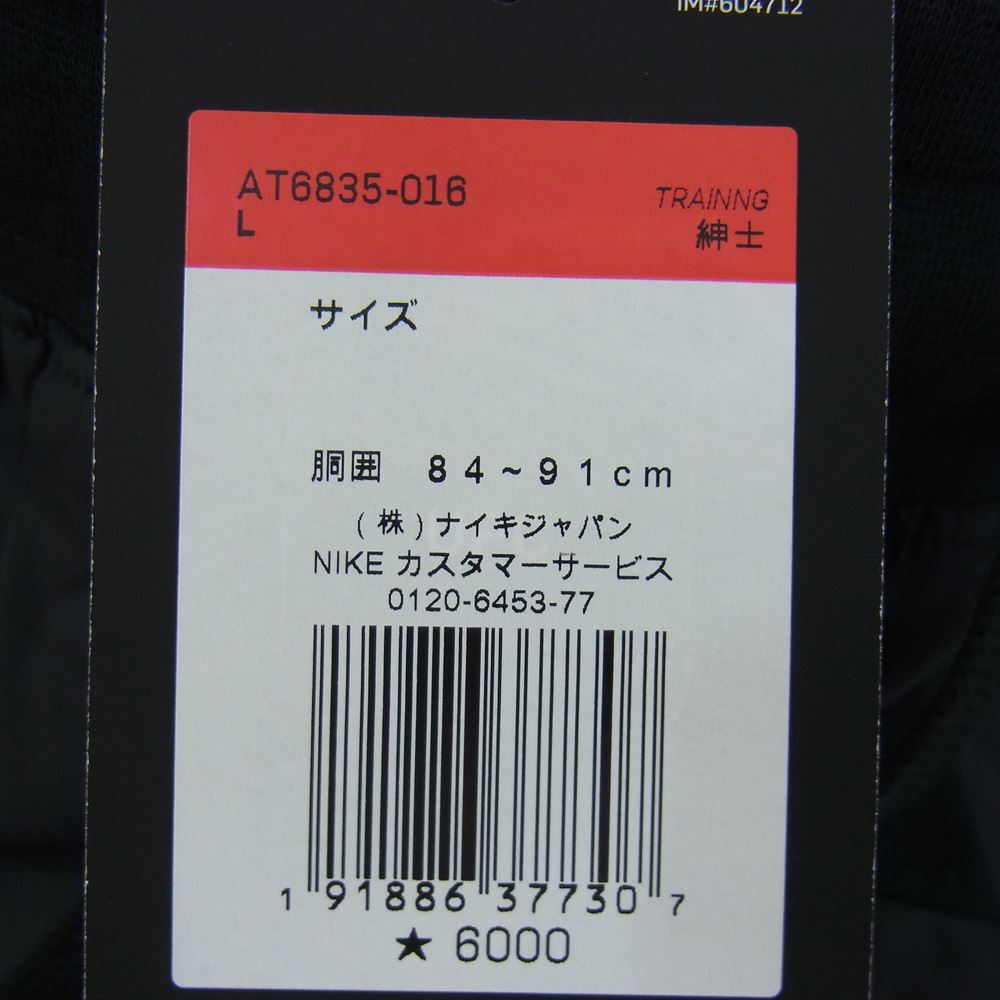 IM#604712
AT6835-016
L
TRAINNG
紳士
サイズ
胴囲 84~91cm
(株)ナイキジャパン
NIKE カスタマーサービス
0120-6453-77
1 91886 37730 7
★ 6000